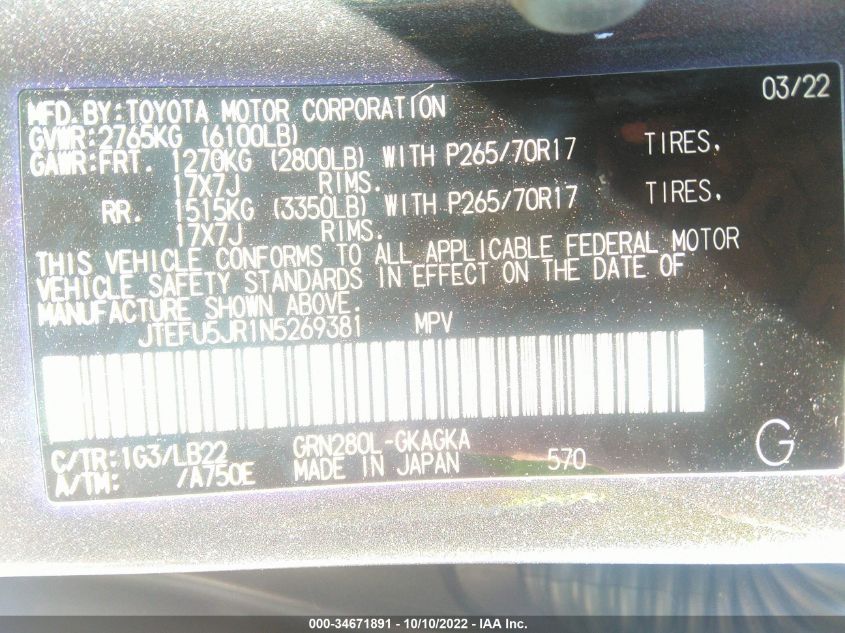 03/22
MFD. BY: TOYOTA MOTOR CORPORATION
GVWR: 2765KG (6100LB)
GAWR: FRT. 1270KG (2800LB) WITH P265/70R17 TIRES,
17X7J RIMS.
RR. 1515KG (3350LB) WITH P265/70R17 TIRES,
17X7J RIMS.
THIS VEHICLE CONFORMS TO ALL APPLICABLE FEDERAL MOTOR
VEHICLE SAFETY STANDARDS IN EFFECT ON THE DATE OF
MANUFACTURE SHOWN ABOVE.
JTEFU5JR1N5269381 MPV
C/TR: 1G3/LB22 GRN280L-GKAGKA
A/TM: /A750E MADE IN JAPAN 570 G
000-34671891 - 10/10/2022 - IAA Inc.